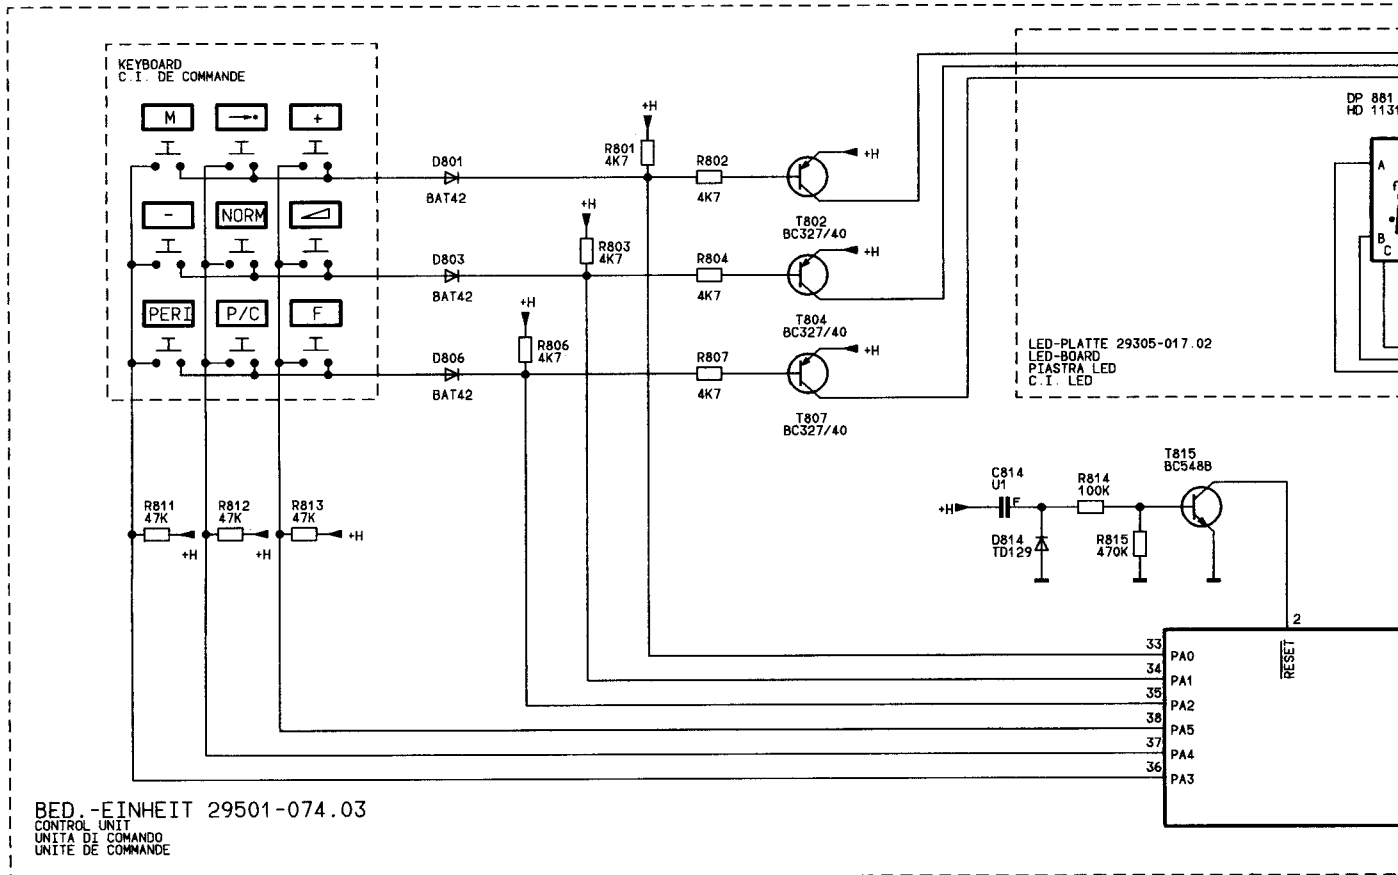 KEYBOARD
C.I. DE COMMANDE
M
+
-
NORM
PERI
P/C
F
D801
BAT42
D803
BAT42
D806
BAT42
+H
R801
4K7
+H
R803
4K7
+H
R806
4K7
R802
4K7
R804
4K7
R807
4K7
+H
T802
BC327/40
+H
T804
BC327/40
+H
T807
BC327/40
DP 881
HD 1131
A
f
B
C
LED-PLATTE 29305-017.02
LED-BOARD
PIASTRA LED
C.I. LED
R811
47K
+H
R812
47K
+H
R813
47K
+H
+H
C814
U1
F
D814
TD129
R814
100K
R815
470K
T815
BC548B
2
RESET
33 PA0
34 PA1
35 PA2
38 PA5
37 PA4
36 PA3
BED.-EINHEIT 29501-074.03
CONTROL UNIT
UNITA DI COMANDO
UNITE DE COMMANDE